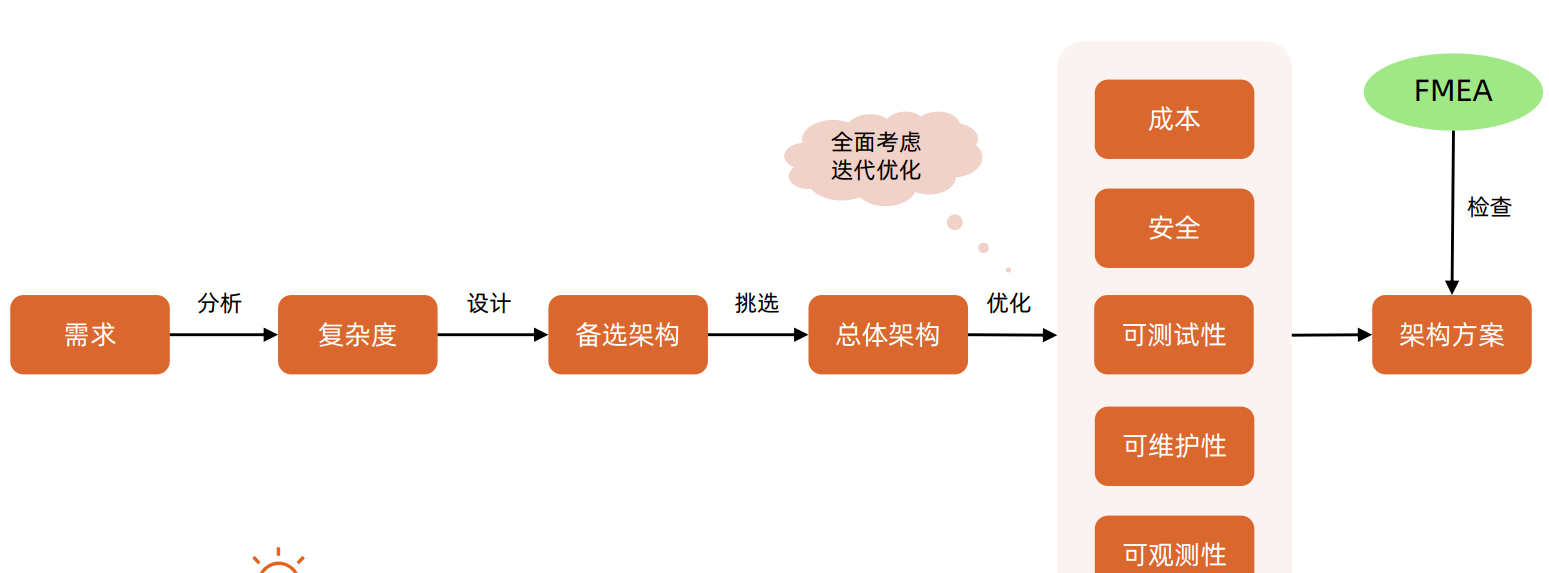 需求
分析
复杂度
设计
备选架构
挑选
总体架构
全面考虑
迭代优化
优化
成本
安全
可测试性
可维护性
可观测性
架构方案
FMEA
检查